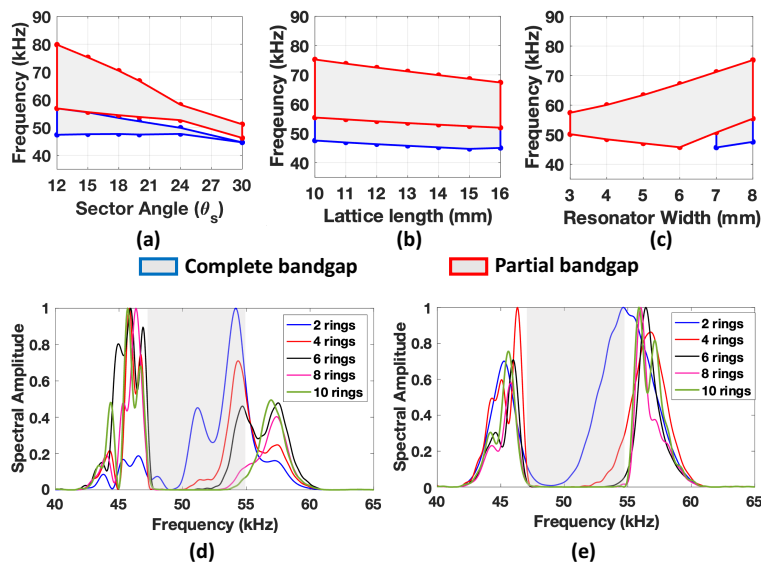 Frequency (kHz)
90
80
70
60
50
40
12
15
18
21
24
27
30
Sector Angle (θs)
(a)
Frequency (kHz)
90
80
70
60
50
40
10
11
12
13
14
15
16
Lattice length (mm)
(b)
Frequency (kHz)
90
80
70
60
50
40
3
4
5
6
7
8
Resonator Width (mm)
(c)
Complete bandgap
Partial bandgap
Spectral Amplitude
1
0.8
0.6
0.4
0.2
0
40
45
50
55
60
65
2 rings
4 rings
6 rings
8 rings
10 rings
Frequency (kHz)
(d)
Spectral Amplitude
1
0.8
0.6
0.4
0.2
0
40
45
50
55
60
65
2 rings
4 rings
6 rings
8 rings
10 rings
Frequency (kHz)
(e)